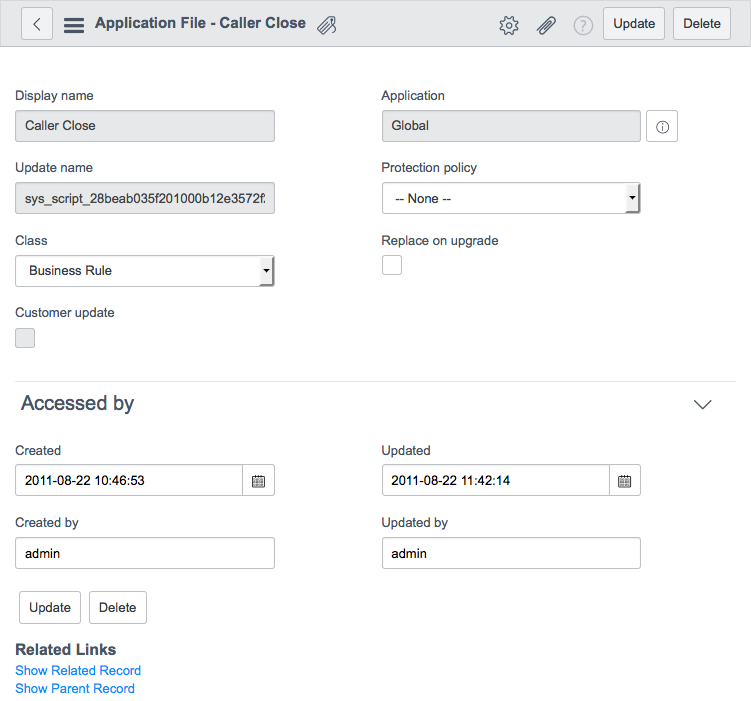 Application File - Caller Close
? Update Delete
Display name
Caller Close
Application
Global
Update name
sys_script_28beab035f201000b12e3572f
Protection policy
-- None --
Class
Business Rule
Replace on upgrade
Customer update
Accessed by
Created
2011-08-22 10:46:53
Updated
2011-08-22 11:42:14
Created by
admin
Updated by
admin
Update Delete
Related Links
Show Related Record
Show Parent Record